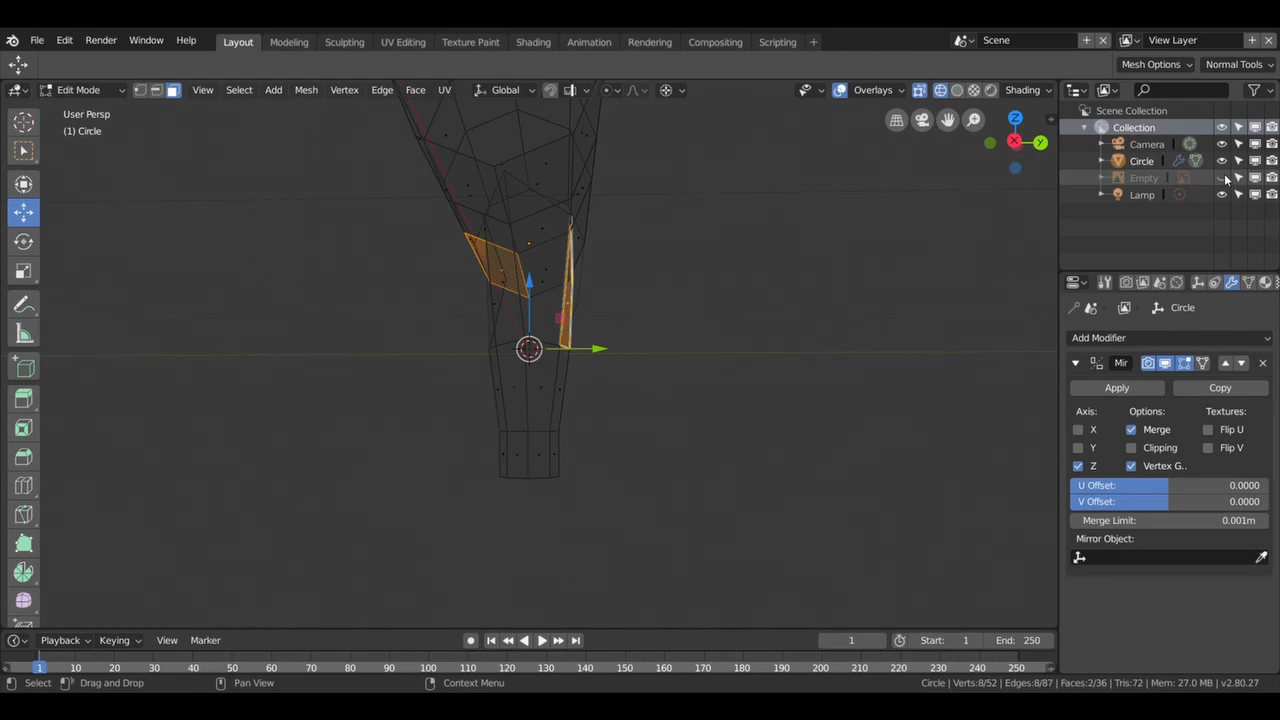 File Edit Render Window Help Layout Modeling Sculpting UV Editing Texture Paint Shading Animation Rendering Compositing Scripting + Scene View Layer
Mesh Options Normal Tools
Edit Mode View Select Add Mesh Vertex Edge Face UV Global Overlays Shading
User Persp
(1) Circle
Z
X
Y
Scene Collection
Collection
Camera
Circle
Empty
Lamp
Circle
Add Modifier
Mir
Apply Copy
Axis: Options: Textures:
X Merge Flip U
Y Clipping Flip V
Z Vertex G..
U Offset: 0.0000
V Offset: 0.0000
Merge Limit: 0.001m
Mirror Object:
Playback Keying View Marker 1 Start: 1 End: 250
1 10 20 30 40 50 60 70 80 90 100 110 120 130 140 150 160 170 180 190 200 210 220 230 240 250
Select Drag and Drop Pan View Context Menu Circle | Verts:8/52 | Edges:8/87 | Faces:2/36 | Tris:72 | Mem: 27.0 MB | v2.80.27